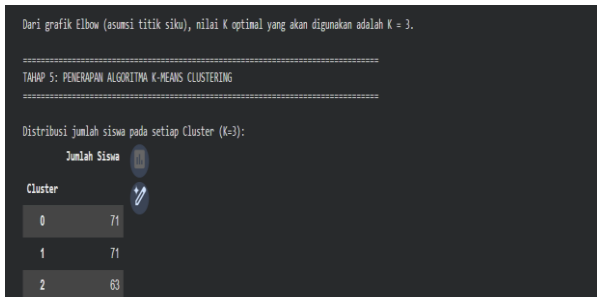 Dari grafik Elbow (asumsi titik siku), nilai K optimal yang akan digunakan adalah K = 3.
================================================================================
TAHAP 5: PENERAPAN ALGORITMA K-MEANS CLUSTERING
================================================================================
Distribusi jumlah siswa pada setiap Cluster (K=3):
Jumlah Siswa
Cluster
0 71
1 71
2 63